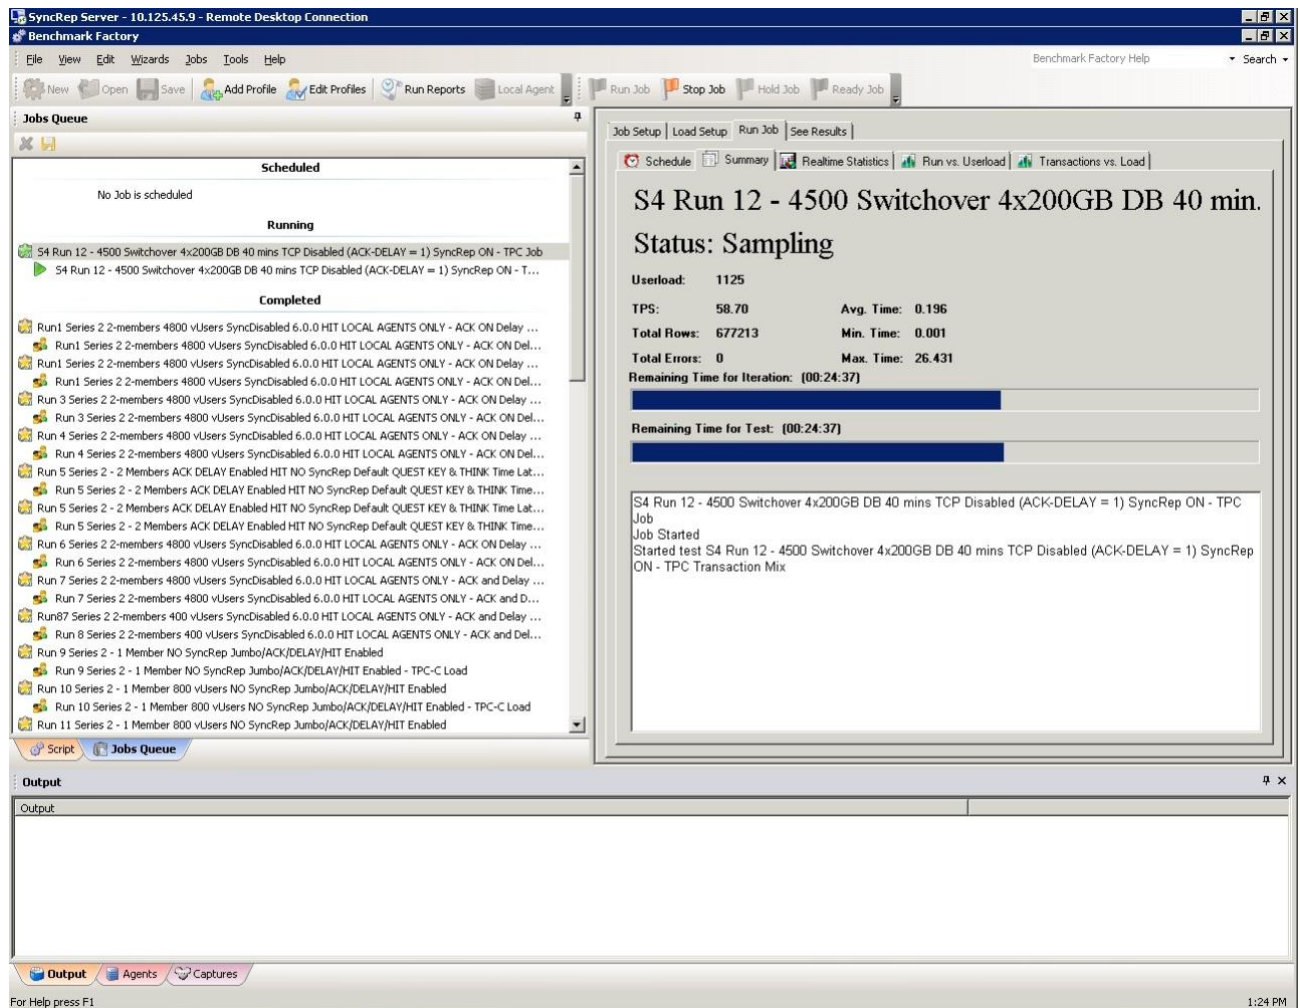 SyncRep Server - 10.125.45.9 - Remote Desktop Connection
Benchmark Factory
File View Edit Wizards Jobs Tools Help
Benchmark Factory Help Search
New Open Save Add Profile Edit Profiles Run Reports Local Agent Run Job Stop Job Hold Job Ready Job
Jobs Queue
Scheduled
No Job is scheduled
Running
S4 Run 12 - 4500 Switchover 4x200GB DB 40 mins TCP Disabled (ACK-DELAY = 1) SyncRep ON - TPC Job
S4 Run 12 - 4500 Switchover 4x200GB DB 40 mins TCP Disabled (ACK-DELAY = 1) SyncRep ON - T...
Completed
Run1 Series 2 2-members 4800 vUsers SyncDisabled 6.0.0 HIT LOCAL AGENTS ONLY - ACK ON Delay ...
Run1 Series 2 2-members 4800 vUsers SyncDisabled 6.0.0 HIT LOCAL AGENTS ONLY - ACK ON Del...
Run1 Series 2 2-members 4800 vUsers SyncDisabled 6.0.0 HIT LOCAL AGENTS ONLY - ACK ON Delay ...
Run1 Series 2 2-members 4800 vUsers SyncDisabled 6.0.0 HIT LOCAL AGENTS ONLY - ACK ON Del...
Run 3 Series 2 2-members 4800 vUsers SyncDisabled 6.0.0 HIT LOCAL AGENTS ONLY - ACK ON Delay ...
Run 3 Series 2 2-members 4800 vUsers SyncDisabled 6.0.0 HIT LOCAL AGENTS ONLY - ACK ON Del...
Run 4 Series 2 2-members 4800 vUsers SyncDisabled 6.0.0 HIT LOCAL AGENTS ONLY - ACK ON Delay ...
Run 4 Series 2 2-members 4800 vUsers SyncDisabled 6.0.0 HIT LOCAL AGENTS ONLY - ACK ON Del...
Run 5 Series 2 - 2 Members ACK DELAY Enabled HIT NO SyncRep Default QUEST KEY & THINK Time Lat...
Run 5 Series 2 - 2 Members ACK DELAY Enabled HIT NO SyncRep Default QUEST KEY & THINK Time...
Run 5 Series 2 - 2 Members ACK DELAY Enabled HIT NO SyncRep Default QUEST KEY & THINK Time Lat...
Run 5 Series 2 - 2 Members ACK DELAY Enabled HIT NO SyncRep Default QUEST KEY & THINK Time...
Run 6 Series 2 2-members 4800 vUsers SyncDisabled 6.0.0 HIT LOCAL AGENTS ONLY - ACK ON Delay ...
Run 6 Series 2 2-members 4800 vUsers SyncDisabled 6.0.0 HIT LOCAL AGENTS ONLY - ACK ON Del...
Run 7 Series 2 2-members 4800 vUsers SyncDisabled 6.0.0 HIT LOCAL AGENTS ONLY - ACK and Delay ...
Run 7 Series 2 2-members 4800 vUsers SyncDisabled 6.0.0 HIT LOCAL AGENTS ONLY - ACK and D...
Run87 Series 2 2-members 400 vUsers SyncDisabled 6.0.0 HIT LOCAL AGENTS ONLY - ACK and Delay ...
Run 8 Series 2 2-members 400 vUsers SyncDisabled 6.0.0 HIT LOCAL AGENTS ONLY - ACK and Del...
Run 9 Series 2 - 1 Member NO SyncRep Jumbo/ACK/DELAY/HIT Enabled
Run 9 Series 2 - 1 Member NO SyncRep Jumbo/ACK/DELAY/HIT Enabled - TPC-C Load
Run 10 Series 2 - 1 Member 800 vUsers NO SyncRep Jumbo/ACK/DELAY/HIT Enabled
Run 10 Series 2 - 1 Member 800 vUsers NO SyncRep Jumbo/ACK/DELAY/HIT Enabled - TPC-C Load
Run 11 Series 2 - 1 Member 800 vUsers NO SyncRep Jumbo/ACK/DELAY/HIT Enabled
Script Jobs Queue
Job Setup Load Setup Run Job See Results
Schedule Summary Realtime Statistics Run vs. Userload Transactions vs. Load
S4 Run 12 - 4500 Switchover 4x200GB DB 40 min.
Status: Sampling
Userload: 1125
TPS: 58.70 Avg. Time: 0.196
Total Rows: 677213 Min. Time: 0.001
Total Errors: 0 Max. Time: 26.431
Remaining Time for Iteration: (00:24:37)
Remaining Time for Test: (00:24:37)
S4 Run 12 - 4500 Switchover 4x200GB DB 40 mins TCP Disabled (ACK-DELAY = 1) SyncRep ON - TPC
Job
Job Started
Started test S4 Run 12 - 4500 Switchover 4x200GB DB 40 mins TCP Disabled (ACK-DELAY = 1) SyncRep
ON - TPC Transaction Mix
Output
Output
Output Agents Captures
For Help press F1
1:24 PM